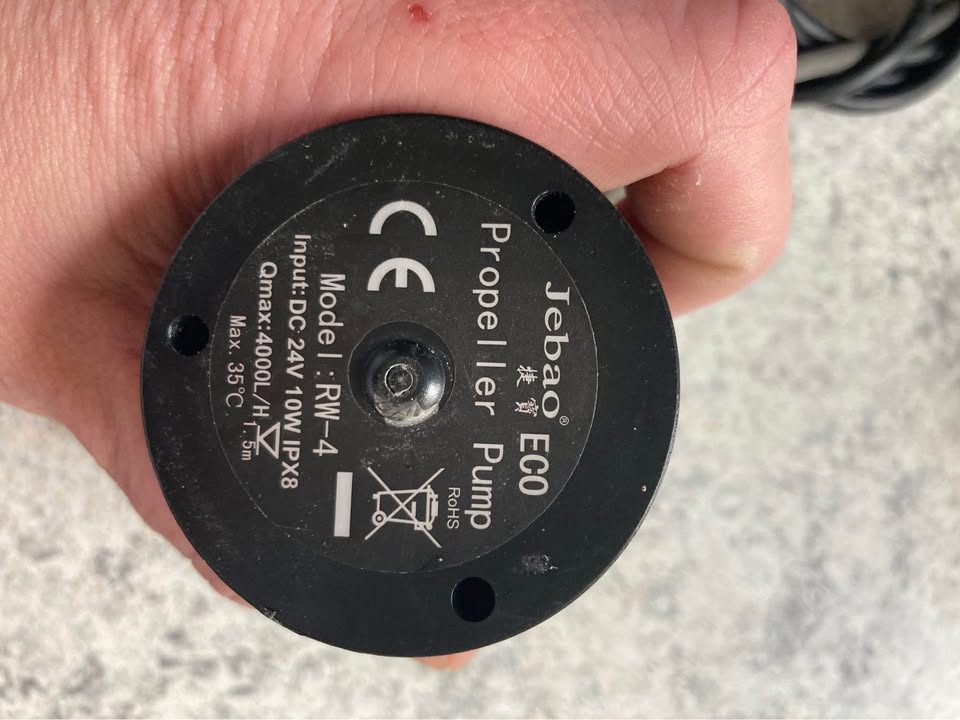 Jebao® ECO
捷寳
Propeller Pump
RoHS
CE
Model:RW-4
Input:DC 24V 10W IPX8
Qmax:4000L/H
Max. 35℃ 1.5m